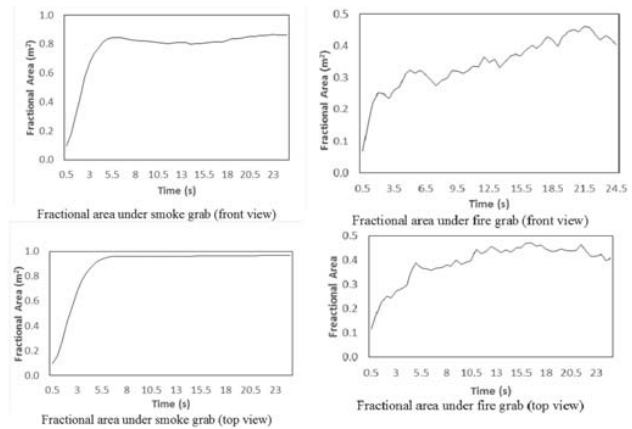 1.0
0.8
0.6
0.4
0.2
0.0
Fractional Area (m²)
0.5 3 5.5 8 10.5 13 15.5 18 20.5 23
Time (s)
Fractional area under smoke grab (front view)
0.5
0.4
0.3
0.2
0.1
0.0
Fractional Area (m²)
0.5 3.5 6.5 9.5 12.5 15.5 18.5 21.5 24.5
Time (s)
Fractional area under fire grab (front view)
1.0
0.8
0.6
0.4
0.2
0.0
Fractional Area (m²)
0.5 3 5.5 8 10.5 13 15.5 18 20.5 23
Time (s)
Fractional area under smoke grab (top view)
0.5
0.4
0.3
0.2
0.1
0.0
Freactional Area
0.5 3 5.5 8 10.5 13 15.5 18 20.5 23
Time (s)
Fractional area under fire grab (top view)